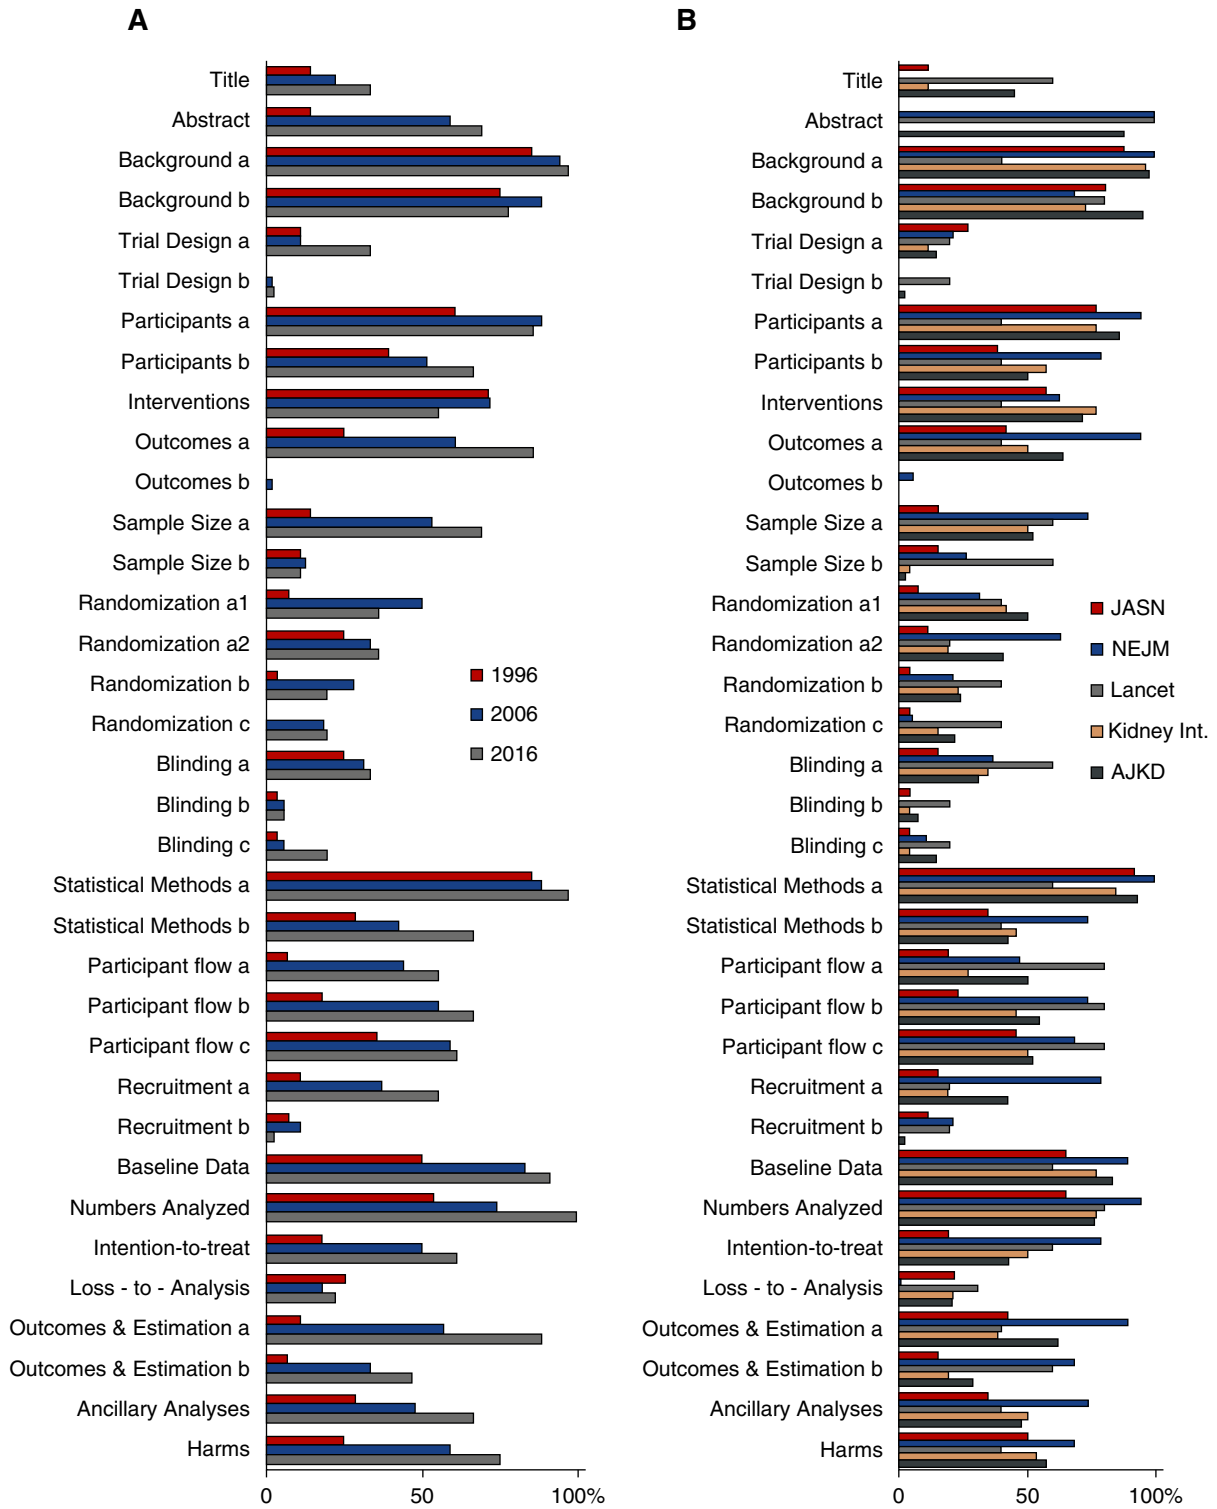 A
Title
Abstract
Background a
Background b
Trial Design a
Trial Design b
Participants a
Participants b
Interventions
Outcomes a
Outcomes b
Sample Size a
Sample Size b
Randomization a1
Randomization a2
Randomization b
Randomization c
Blinding a
Blinding b
Blinding c
Statistical Methods a
Statistical Methods b
Participant flow a
Participant flow b
Participant flow c
Recruitment a
Recruitment b
Baseline Data
Numbers Analyzed
Intention-to-treat
Loss - to - Analysis
Outcomes & Estimation a
Outcomes & Estimation b
Ancillary Analyses
Harms
1996
2006
2016
0 50 100%
B
Title
Abstract
Background a
Background b
Trial Design a
Trial Design b
Participants a
Participants b
Interventions
Outcomes a
Outcomes b
Sample Size a
Sample Size b
Randomization a1
Randomization a2
Randomization b
Randomization c
Blinding a
Blinding b
Blinding c
Statistical Methods a
Statistical Methods b
Participant flow a
Participant flow b
Participant flow c
Recruitment a
Recruitment b
Baseline Data
Numbers Analyzed
Intention-to-treat
Loss - to - Analysis
Outcomes & Estimation a
Outcomes & Estimation b
Ancillary Analyses
Harms
JASN
NEJM
Lancet
Kidney Int.
AJKD
0 50 100%